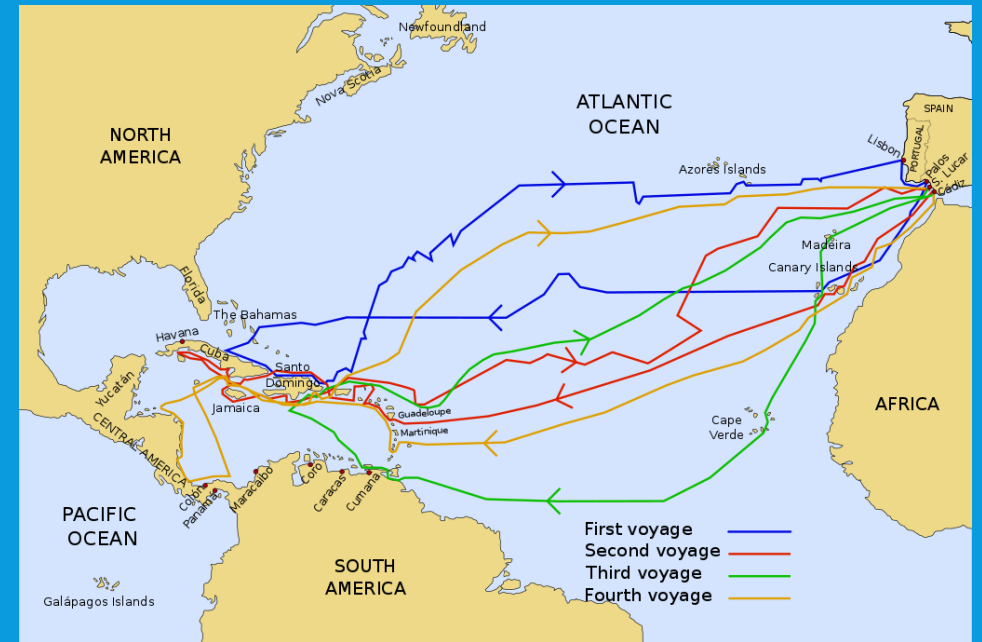 Newfoundland
Nova Scotia
ATLANTIC
OCEAN
SPAIN
PORTUGAL
NORTH
AMERICA
Lisbon
Azores Islands
Palos
S. Lucar
Cádiz
Madeira
Canary Islands
Florida
The Bahamas
Havana
Cuba
Santo
Domingo
Yucatán
Jamaica
Guadeloupe
Martinique
CENTRAL AMERICA
AFRICA
Cape
Verde
Colón
Panamá
Maracaibo
Coro
Caracas
Cumaná
PACIFIC
OCEAN
First voyage
Second voyage
Third voyage
Fourth voyage
SOUTH
AMERICA
Galápagos Islands